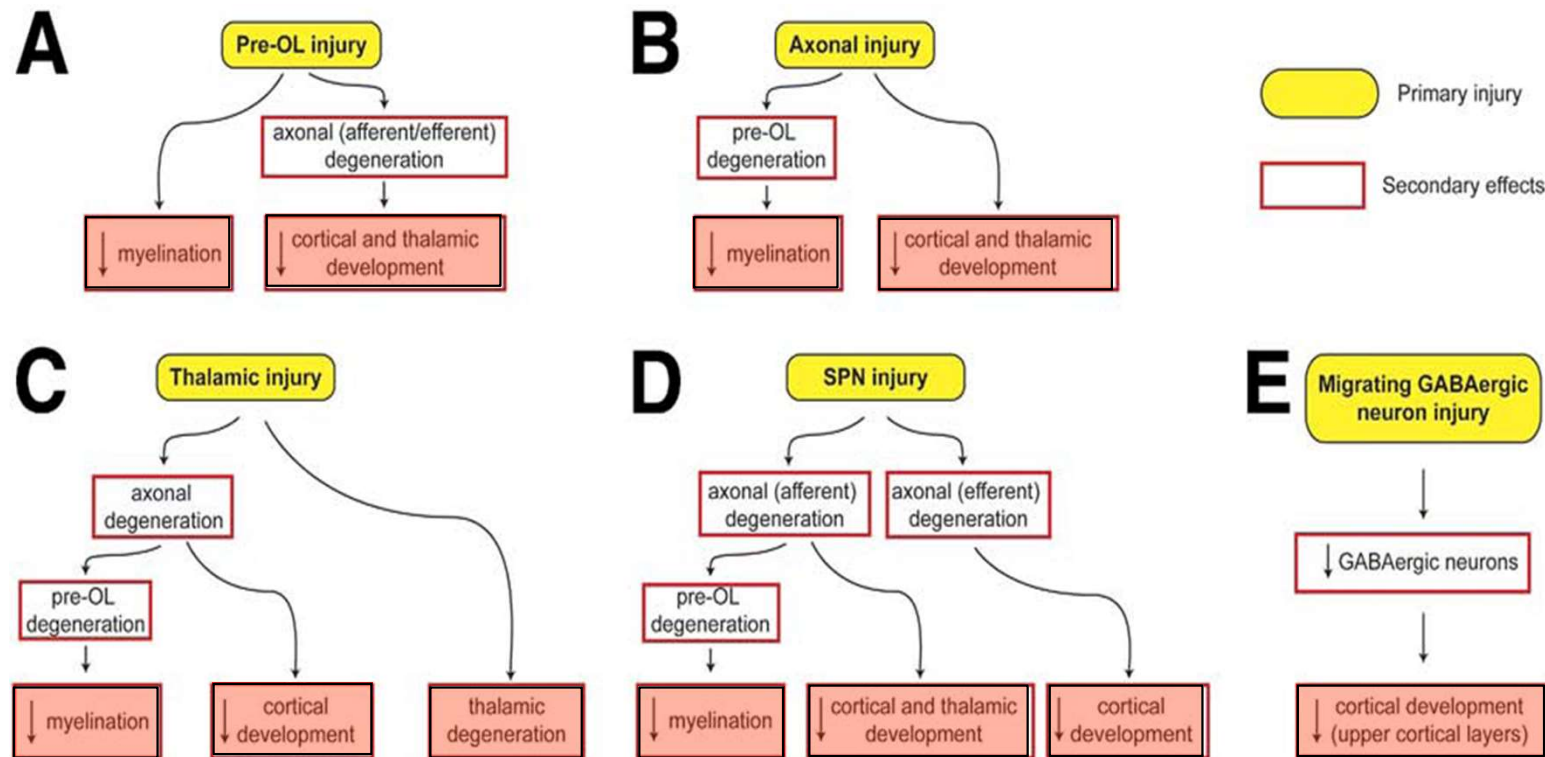 A
Pre-OL injury
axonal (afferent/efferent)
degeneration
↓ myelination
↓ cortical and thalamic
development
B
Axonal injury
pre-OL
degeneration
↓ myelination
↓ cortical and thalamic
development
Primary injury
Secondary effects
C
Thalamic injury
axonal
degeneration
pre-OL
degeneration
↓ myelination
↓ cortical
development
thalamic
degeneration
D
SPN injury
axonal (afferent)
degeneration
axonal (efferent)
degeneration
pre-OL
degeneration
↓ myelination
↓ cortical and thalamic
development
↓ cortical
development
E
Migrating GABAergic
neuron injury
↓ GABAergic neurons
↓ cortical development
(upper cortical layers)